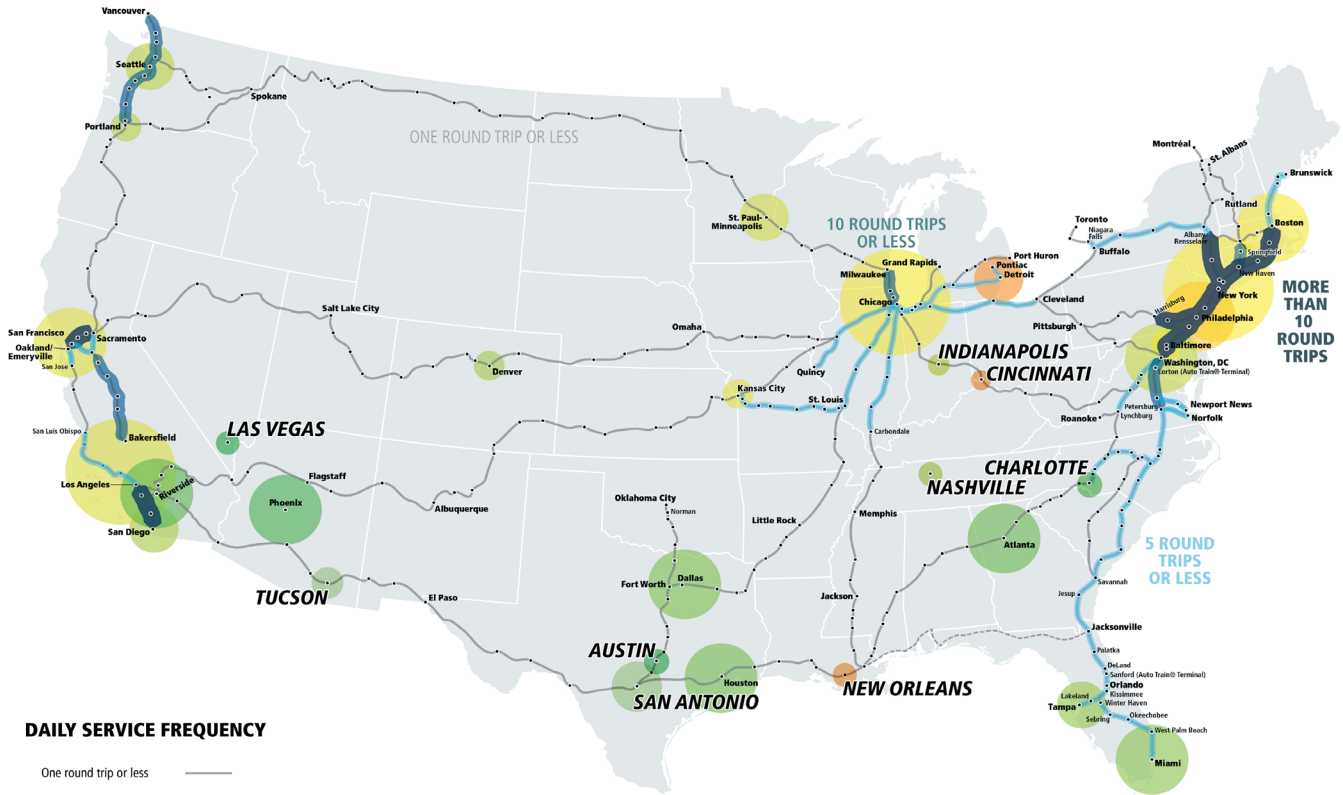 Vancouver
Seattle
Spokane
Portland
ONE ROUND TRIP OR LESS
St. Paul-
Minneapolis
10 ROUND TRIPS
OR LESS
Grand Rapids
Milwaukee
Chicago
Port Huron
Pontiac
Detroit
Toronto
Niagara
Falls
Buffalo
Cleveland
Pittsburgh
Montréal
St. Albans
Rutland
Brunswick
Boston
Albany
Rensselaer
Springfield
New Haven
New York
Harrisburg
Philadelphia
Baltimore
Washington, DC
Lorton (Auto Train® Terminal)
MORE
THAN
10
ROUND
TRIPS
San Francisco
Oakland/
Emeryville
San Jose
Sacramento
Salt Lake City
Omaha
Denver
Kansas City
Quincy
St. Louis
INDIANAPOLIS
CINCINNATI
Petersburg
Lynchburg
Roanoke
Newport News
Norfolk
San Luis Obispo
Bakersfield
LAS VEGAS
Carbondale
Los Angeles
Riverside
San Diego
Flagstaff
Phoenix
Albuquerque
Oklahoma City
Norman
Little Rock
Memphis
NASHVILLE
CHARLOTTE
Atlanta
5 ROUND
TRIPS
OR LESS
TUCSON
El Paso
Fort Worth
Dallas
Jackson
Savannah
Jesup
Jacksonville
AUSTIN
SAN ANTONIO
Houston
NEW ORLEANS
Palatka
DeLand
Sanford (Auto Train® Terminal)
Orlando
Kissimmee
Lakeland
Winter Haven
Tampa
Sebring
Okeechobee
West Palm Beach
Miami
DAILY SERVICE FREQUENCY
One round trip or less